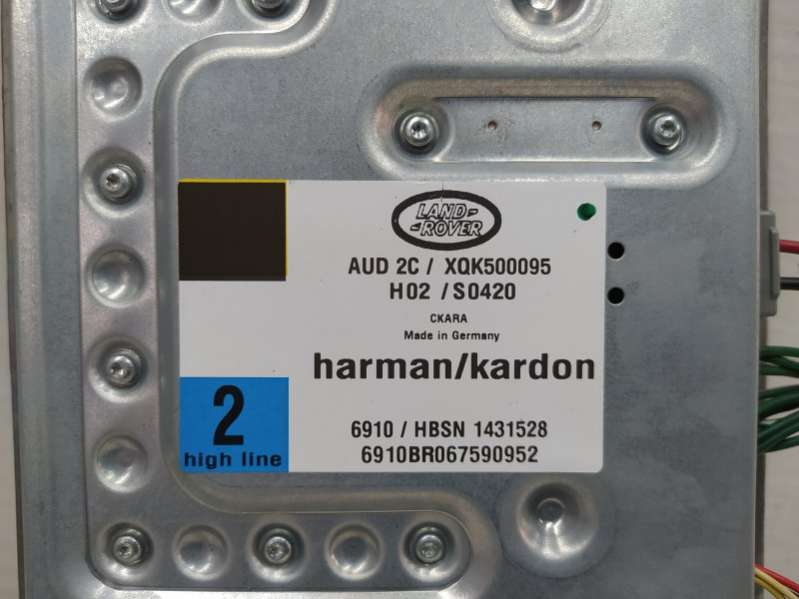 LAND-
-ROVER
AUD 2C / XQK500095
H02 / S0420
CKARA
Made in Germany
harman/kardon
2
high line
6910 / HBSN 1431528
6910BR067590952